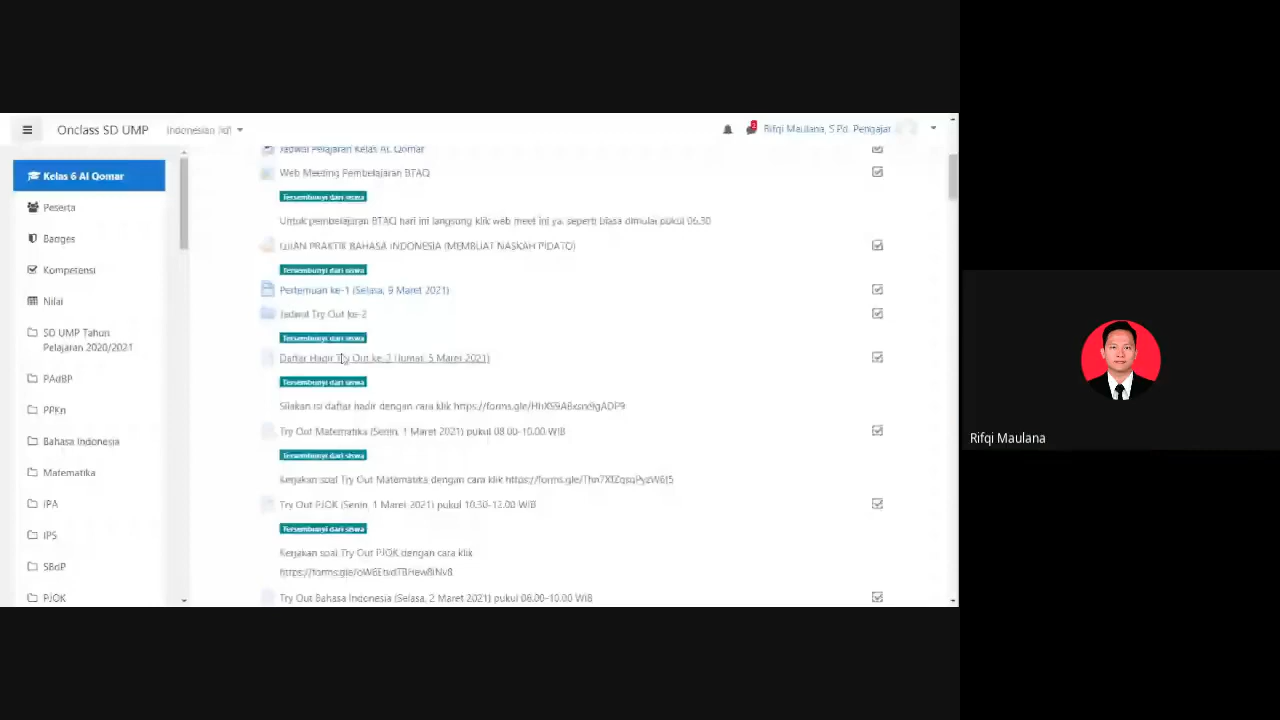 Onclass SD UMP
Indonesian (id)
2
Rifqi Maulana, S.Pd. Pengajar
Kelas 6 Al Qomar
Peserta
Badges
Kompetensi
Nilai
SD UMP Tahun
Pelajaran 2020/2021
PAdBP
PPKn
Bahasa Indonesia
Matematika
IPA
IPS
SBdP
PJOK
Jadwal Pelajaran Kelas AL Qomar
Web Meeting Pembelajaran BTAQ
Tersembunyi dari siswa
Untuk pembelajaran BTAQ hari ini langsung klik web meet ini ya. seperti biasa dimulai pukul 06.30
UJIAN PRAKTIK BAHASA INDONESIA (MEMBUAT NASKAH PIDATO)
Tersembunyi dari siswa
Pertemuan ke-1 (Selasa, 9 Maret 2021)
Jadwal Try Out ke-2
Tersembunyi dari siswa
Daftar Hadir Try Out ke-2 (Jumat, 5 Maret 2021)
Tersembunyi dari siswa
Silakan isi daftar hadir dengan cara klik
Try Out Matematika (Senin, 1 Maret 2021) pukul 08.00-10.00 WIB
Tersembunyi dari siswa
Kerjakan soal Try Out Matematika dengan cara klik
Try Out PJOK (Senin, 1 Maret 2021) pukul 10.30-12.00 WIB
Tersembunyi dari siswa
Kerjakan soal Try Out PJOK dengan cara klik
Try Out Bahasa Indonesia (Selasa, 2 Maret 2021) pukul 08.00-10.00 WIB
Rifqi Maulana